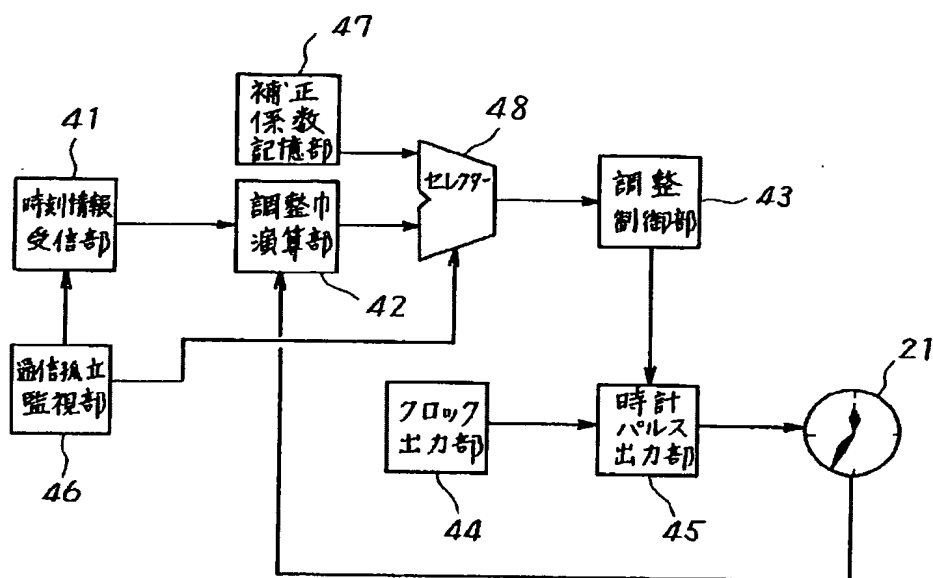 47
補正
係数
記憶部
41
48
時刻情報
受信部
調整巾
演算部
セレクター
調整
制御部
43
42
通信孤立
監視部
46
クロック
出力部
44
時計
パルス
出力部
45
21